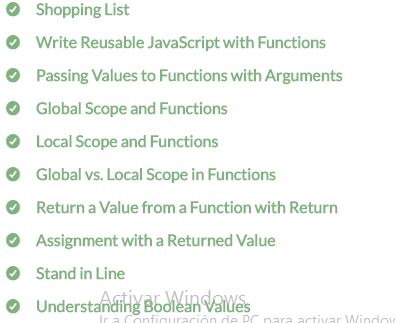 Shopping List
Write Reusable JavaScript with Functions
Passing Values to Functions with Arguments
Global Scope and Functions
Local Scope and Functions
Global vs. Local Scope in Functions
Return a Value from a Function with Return
Assignment with a Returned Value
Stand in Line
Activar Windows
Understanding Boolean Values
Ir a Configuración de PC para activar Window